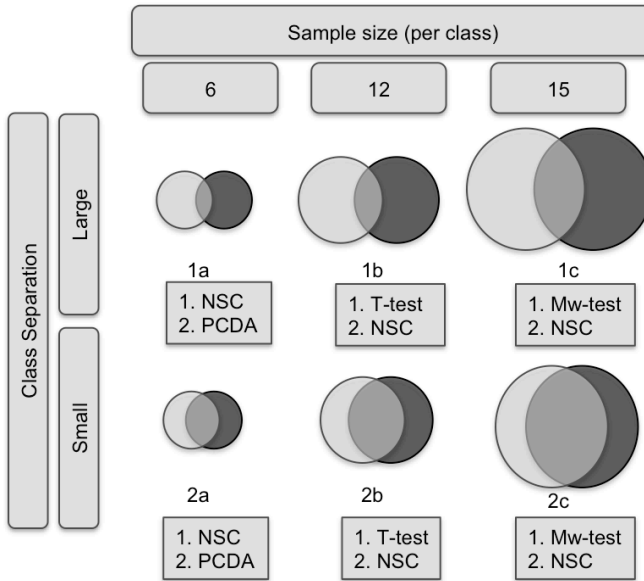 Sample size (per class)
6
12
15
Class Separation
Large
1a
1b
1c
1. NSC
2. PCDA
1. T-test
2. NSC
1. Mw-test
2. NSC
Small
2a
2b
2c
1. NSC
2. PCDA
1. T-test
2. NSC
1. Mw-test
2. NSC